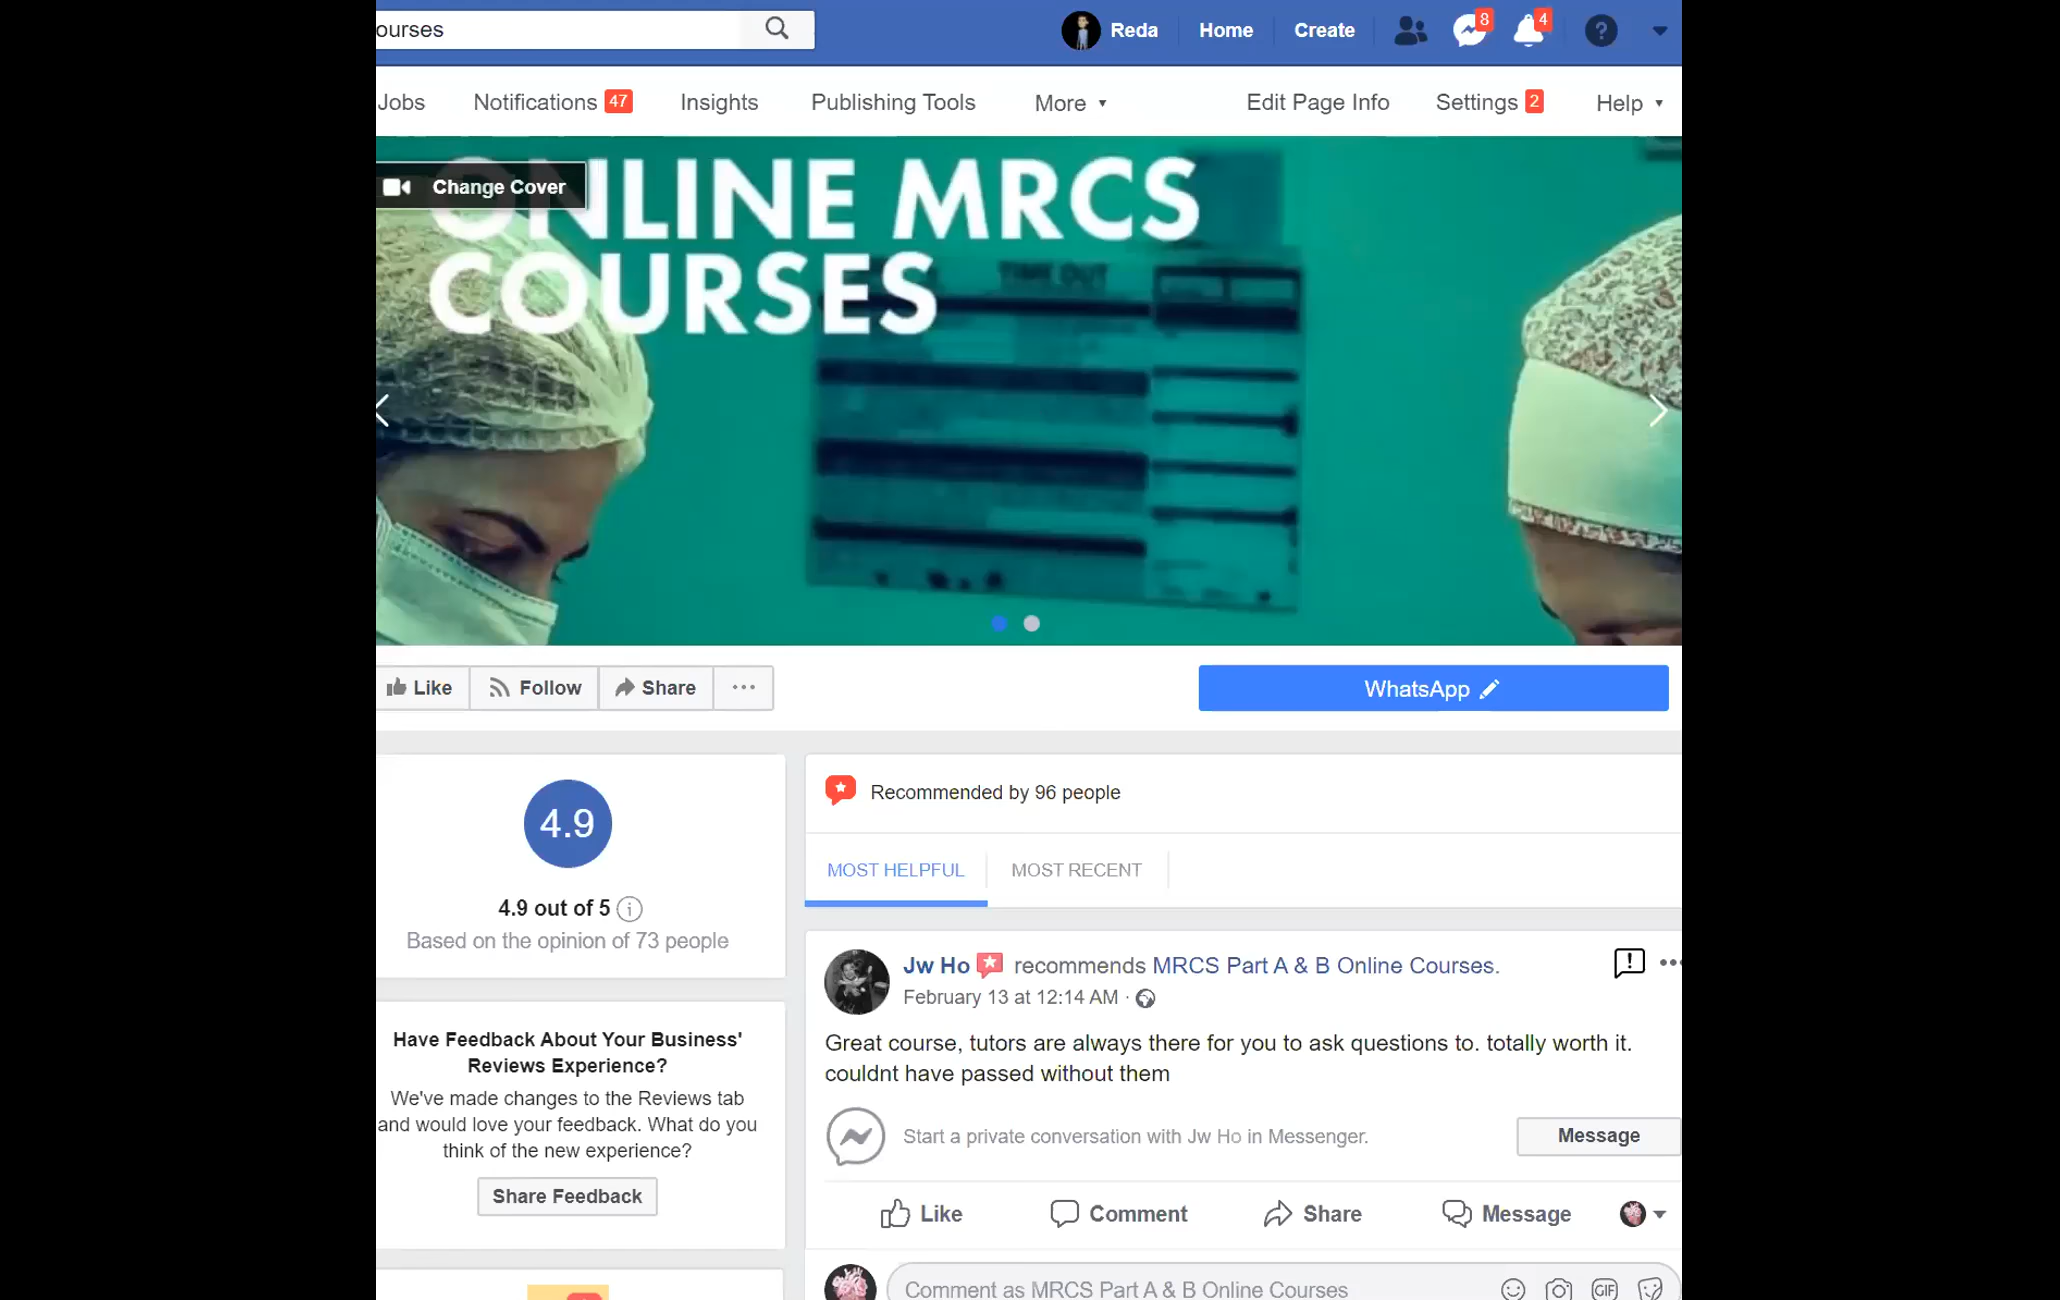 ourses
Reda
Home
Create
8
4
?
Jobs
Notifications 47
Insights
Publishing Tools
More
Edit Page Info
Settings 2
Help
Change Cover
ONLINE MRCS
COURSES
TIME OUT
Like
Follow
Share
WhatsApp
4.9
4.9 out of 5
Based on the opinion of 73 people
Have Feedback About Your Business'
Reviews Experience?
We've made changes to the Reviews tab
and would love your feedback. What do you
think of the new experience?
Share Feedback
Recommended by 96 people
MOST HELPFUL
MOST RECENT
Jw Ho recommends MRCS Part A & B Online Courses.
February 13 at 12:14 AM ·
Great course, tutors are always there for you to ask questions to. totally worth it.
couldnt have passed without them
Start a private conversation with Jw Ho in Messenger.
Message
Like
Comment
Share
Message
Comment as MRCS Part A & B Online Courses
GIF